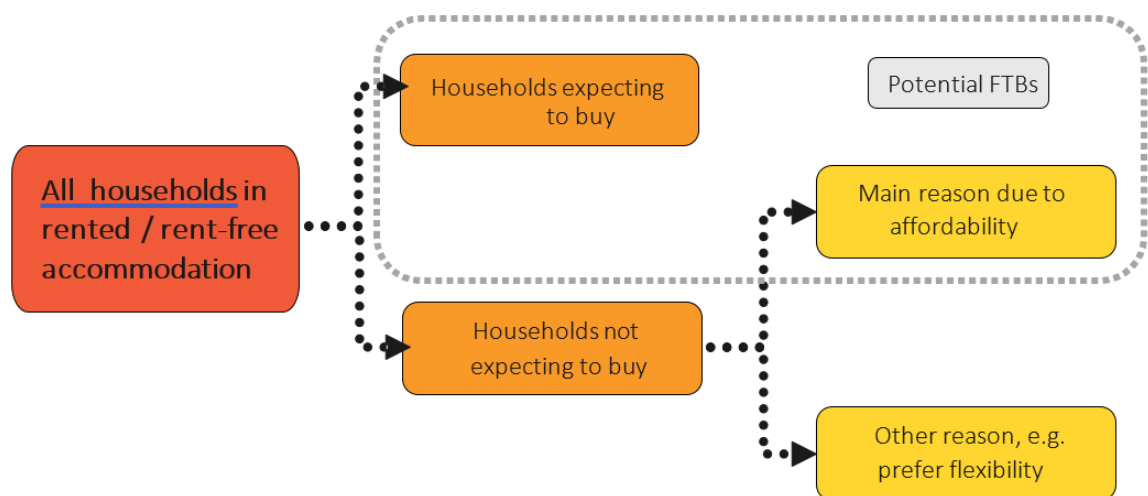 Households expecting
to buy
Potential FTBs
All households in
rented / rent-free
accommodation
Main reason due to
affordability
Households not
expecting to buy
Other reason, e.g.
prefer flexibility